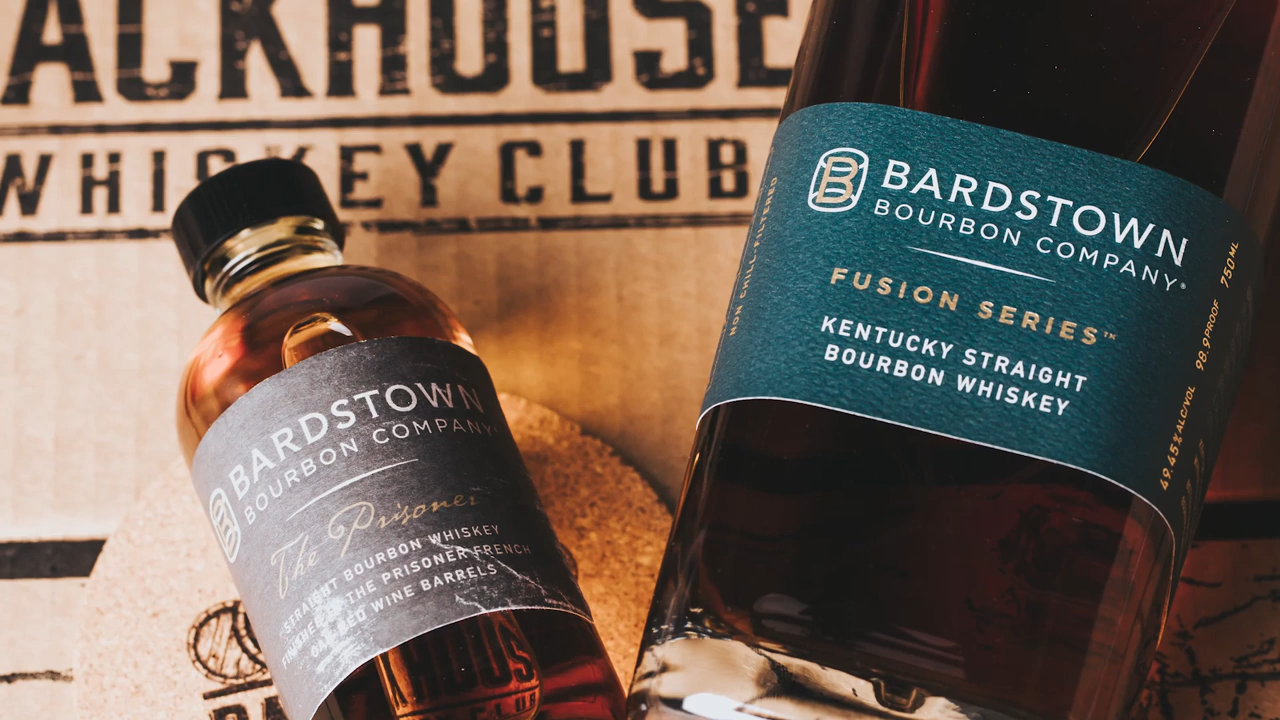 ACKHOUSE
WHISKEY CLUB
BARDSTOWN
BOURBON COMPANY
The Prisoner
STRAIGHT BOURBON WHISKEY
FINISHED THE PRISONER FRENCH
OAK RED WINE BARRELS
B
BARDSTOWN
BOURBON COMPANY®
FUSION SERIES™
KENTUCKY STRAIGHT
BOURBON WHISKEY
NON CHILL-FILTERED
49.45% ALC/VOL 98.9 PROOF 750ML